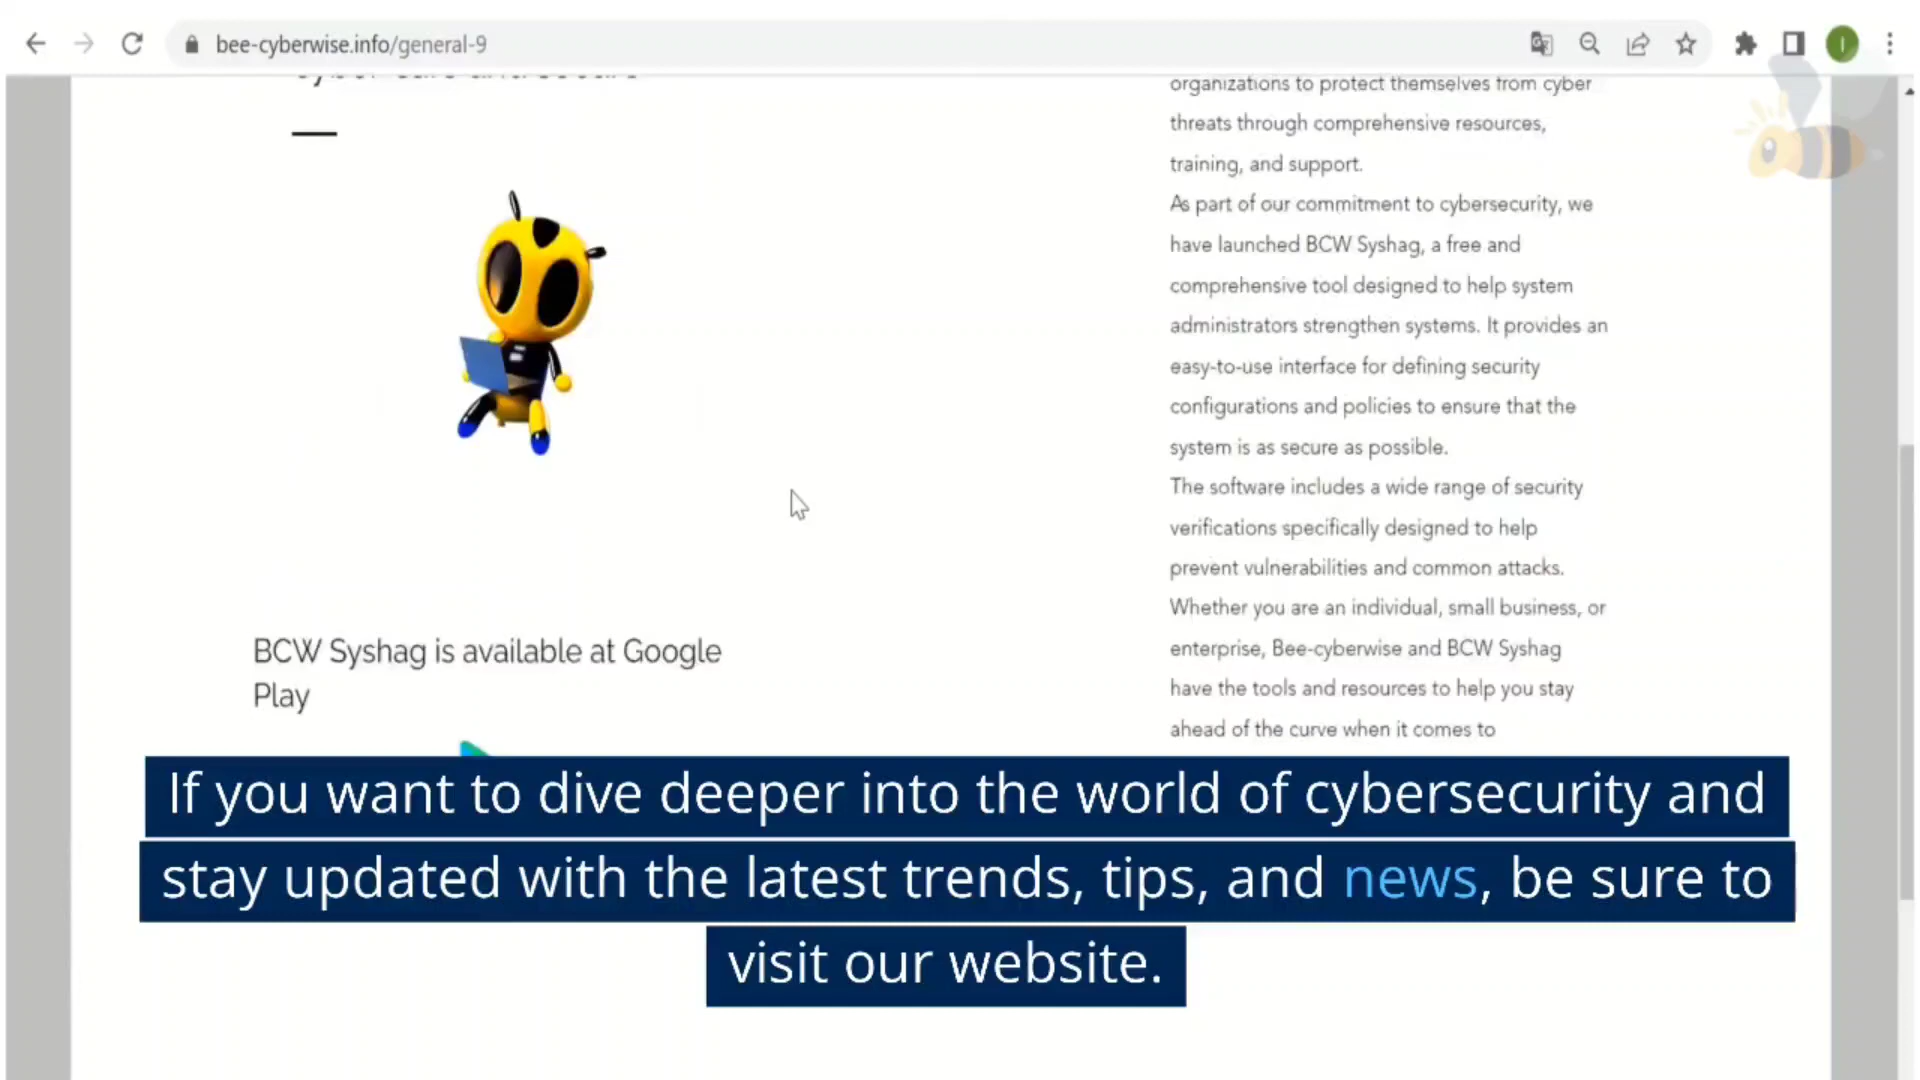 bee-cyberwise.info/general-9
organizations to protect themselves from cyber
threats through comprehensive resources,
training, and support.
As part of our commitment to cybersecurity, we
have launched BCW Syshag, a free and
comprehensive tool designed to help system
administrators strengthen systems. It provides an
easy-to-use interface for defining security
configurations and policies to ensure that the
system is as secure as possible.
The software includes a wide range of security
verifications specifically designed to help
prevent vulnerabilities and common attacks.
Whether you are an individual, small business, or
enterprise, Bee-cyberwise and BCW Syshag
have the tools and resources to help you stay
ahead of the curve when it comes to
BCW Syshag is available at Google
Play
If you want to dive deeper into the world of cybersecurity and
stay updated with the latest trends, tips, and news, be sure to
visit our website.